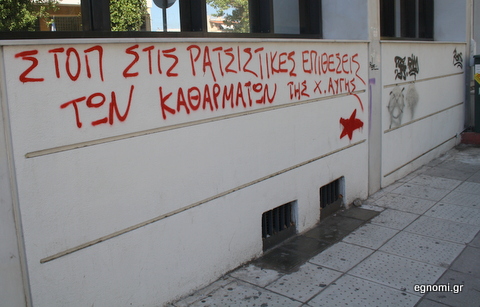 ΣΤΟΠ ΣΤΙΣ ΡΑΤΣΙΣΤΙΚΕΣ ΕΠΙΘΕΣΕΙΣ
ΤΩΝ ΚΑΘΑΡΜΑΤΩΝ ΤΗΣ Χ.ΑΥΓΗΣ
egnomi.gr